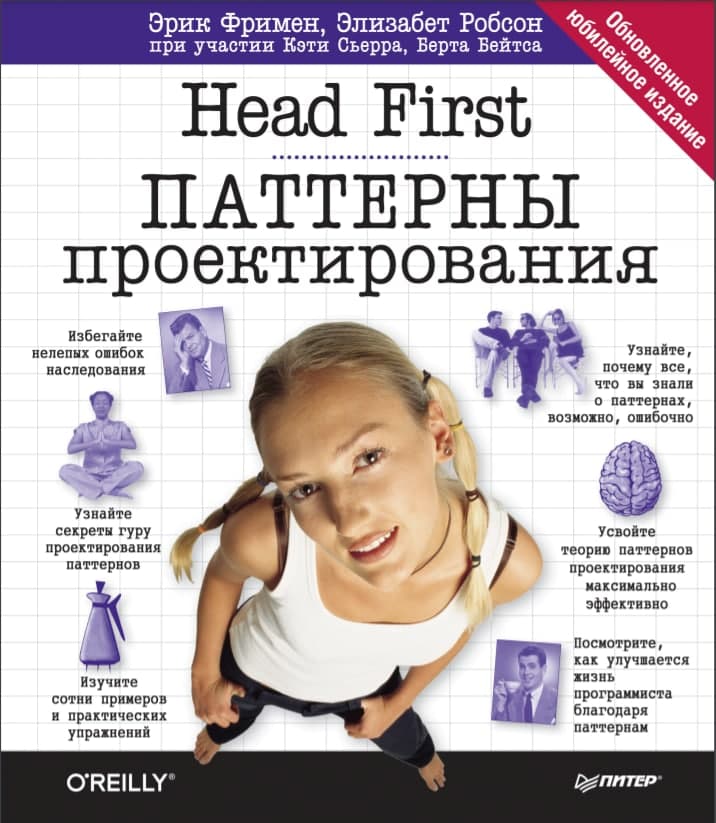 Эрик Фримен, Элизабет Робсон
при участии Кэти Сьерра, Берта Бейтса
Обновленное
юбилейное издание
Head First
ПАТТЕРНЫ
проектирования
Избегайте
нелепых ошибок
наследования
Узнайте,
почему все,
что вы знали
о паттернах,
возможно, ошибочно
Узнайте
секреты гуру
проектирования
паттернов
Усвойте
теорию паттернов
проектирования
максимально
эффективно
Изучите
сотни примеров
и практических
упражнений
Посмотрите,
как улучшается
жизнь
программиста
благодаря
паттернам
O'REILLY®
ПИТЕР®